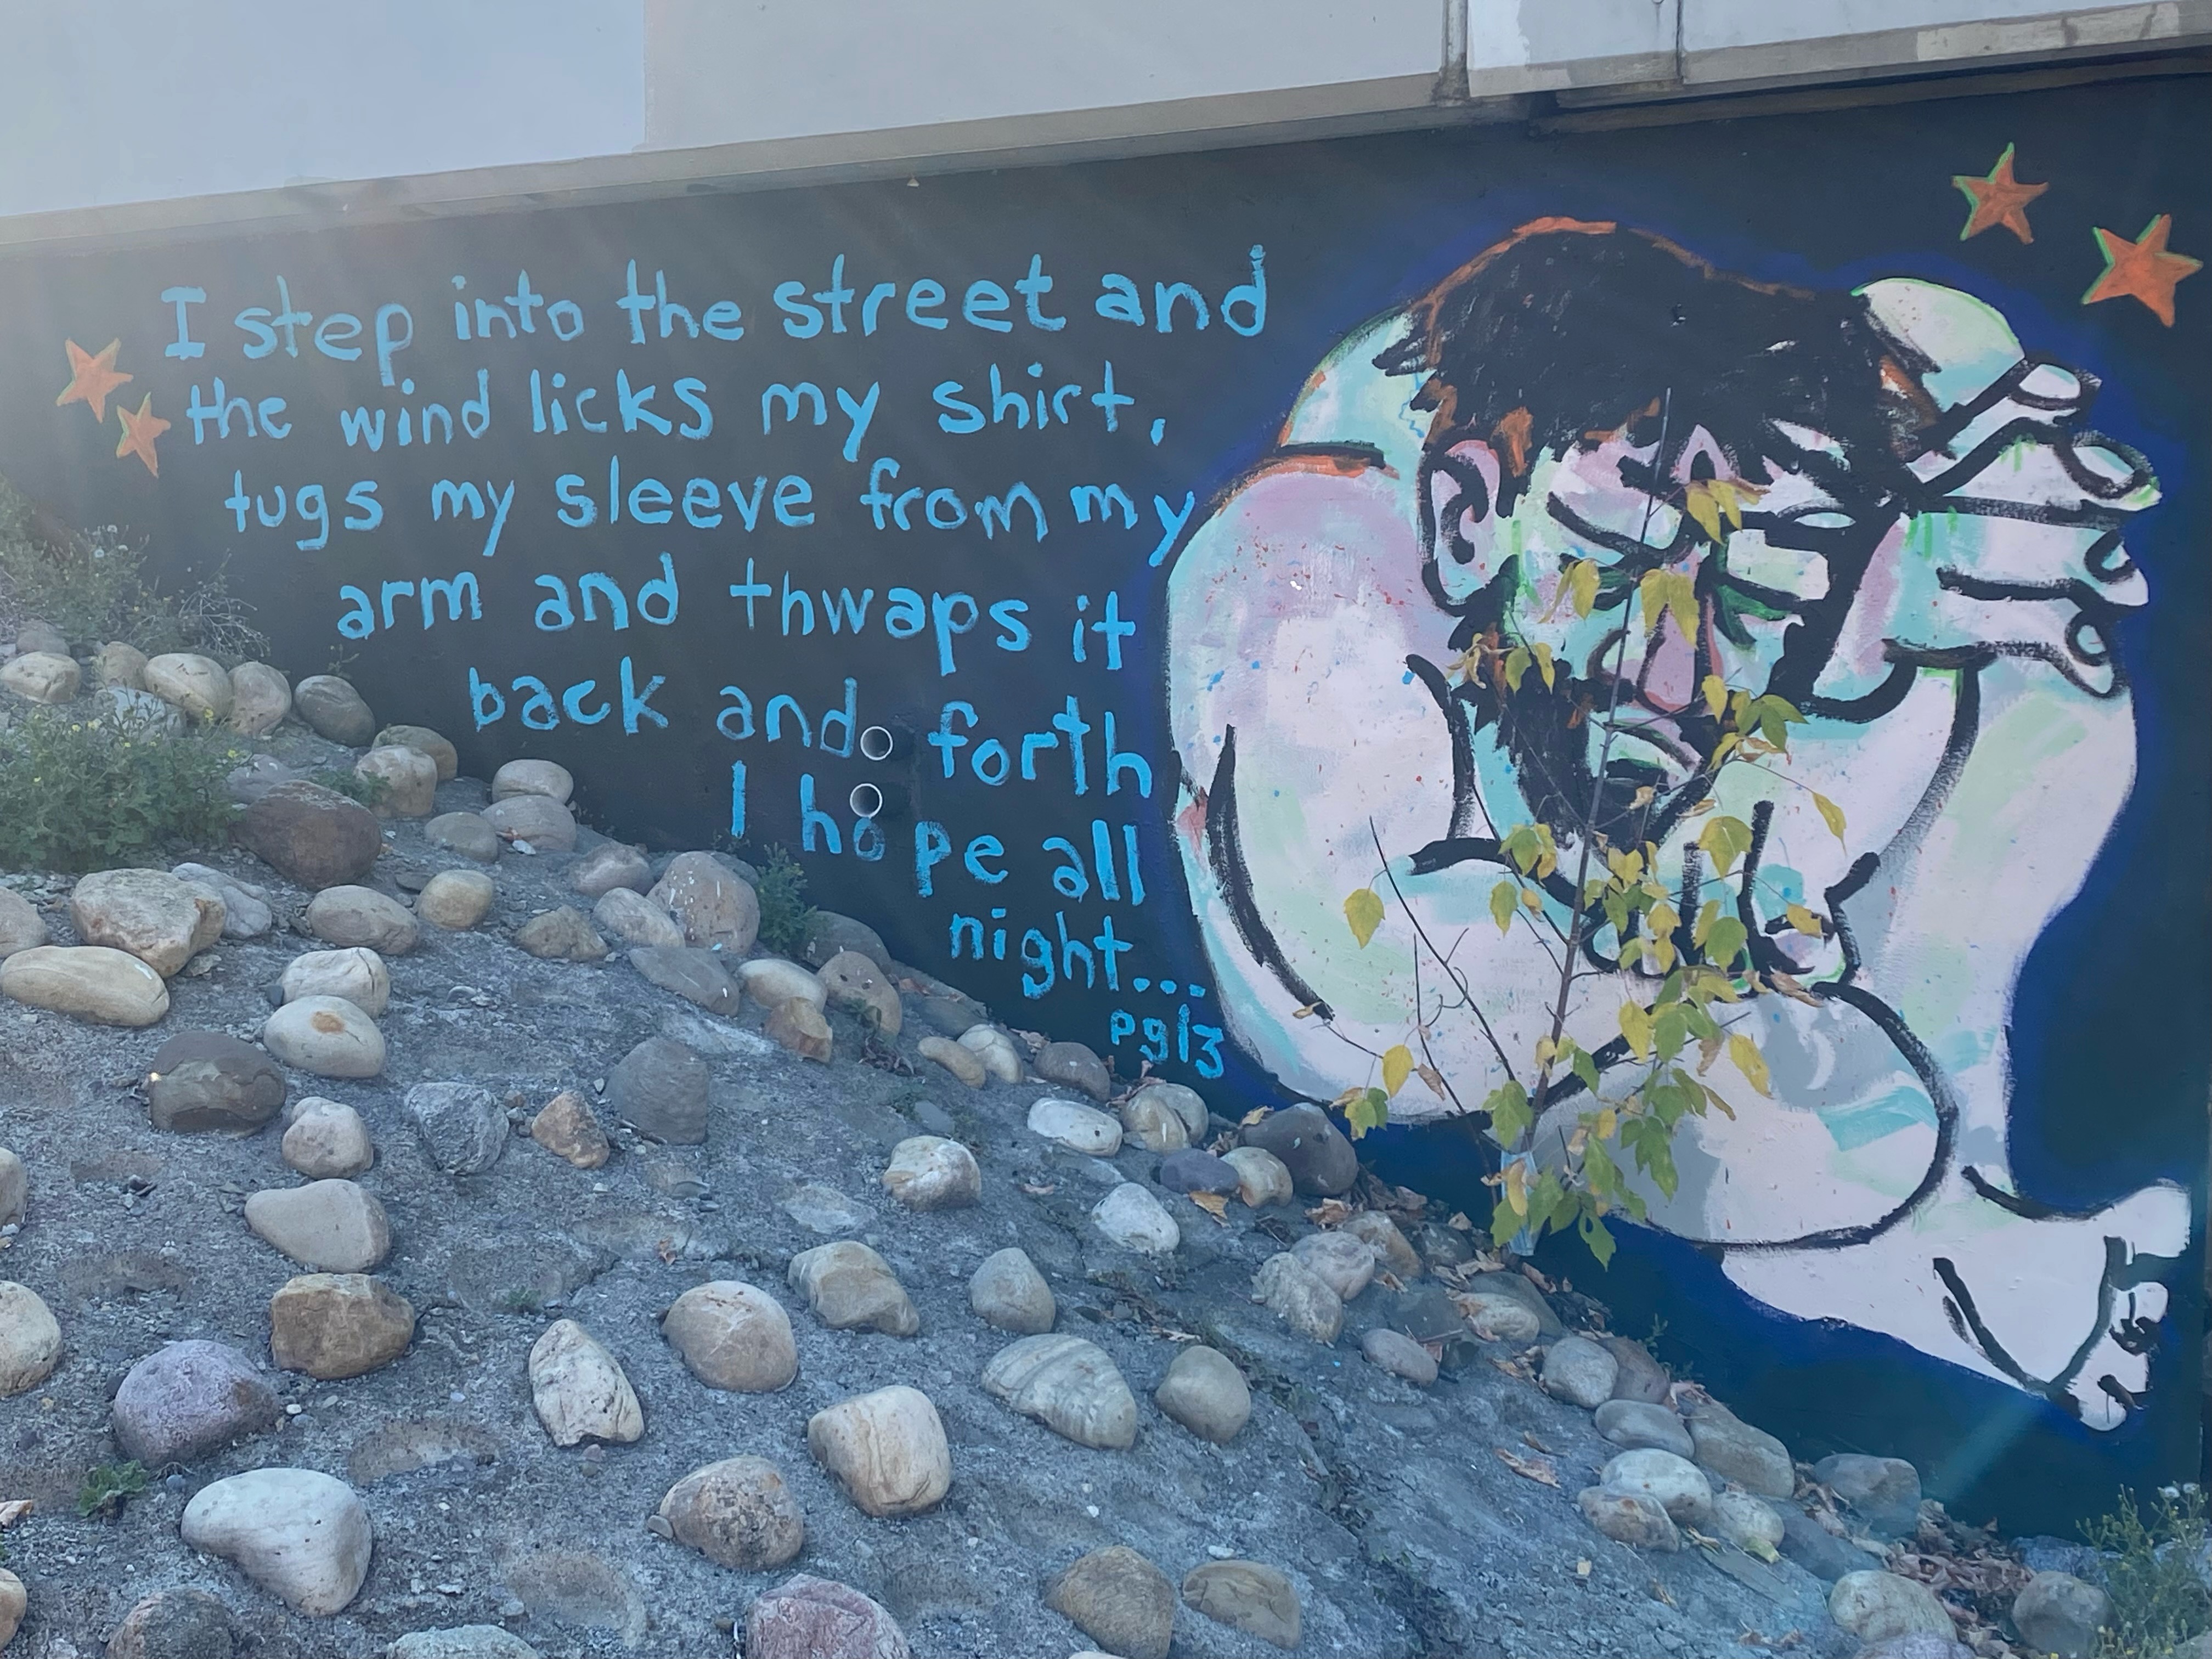 I step into the street and
the wind licks my shirt,
tugs my sleeve from my
arm and thwaps it
back and forth
I hope all
night...
pg13